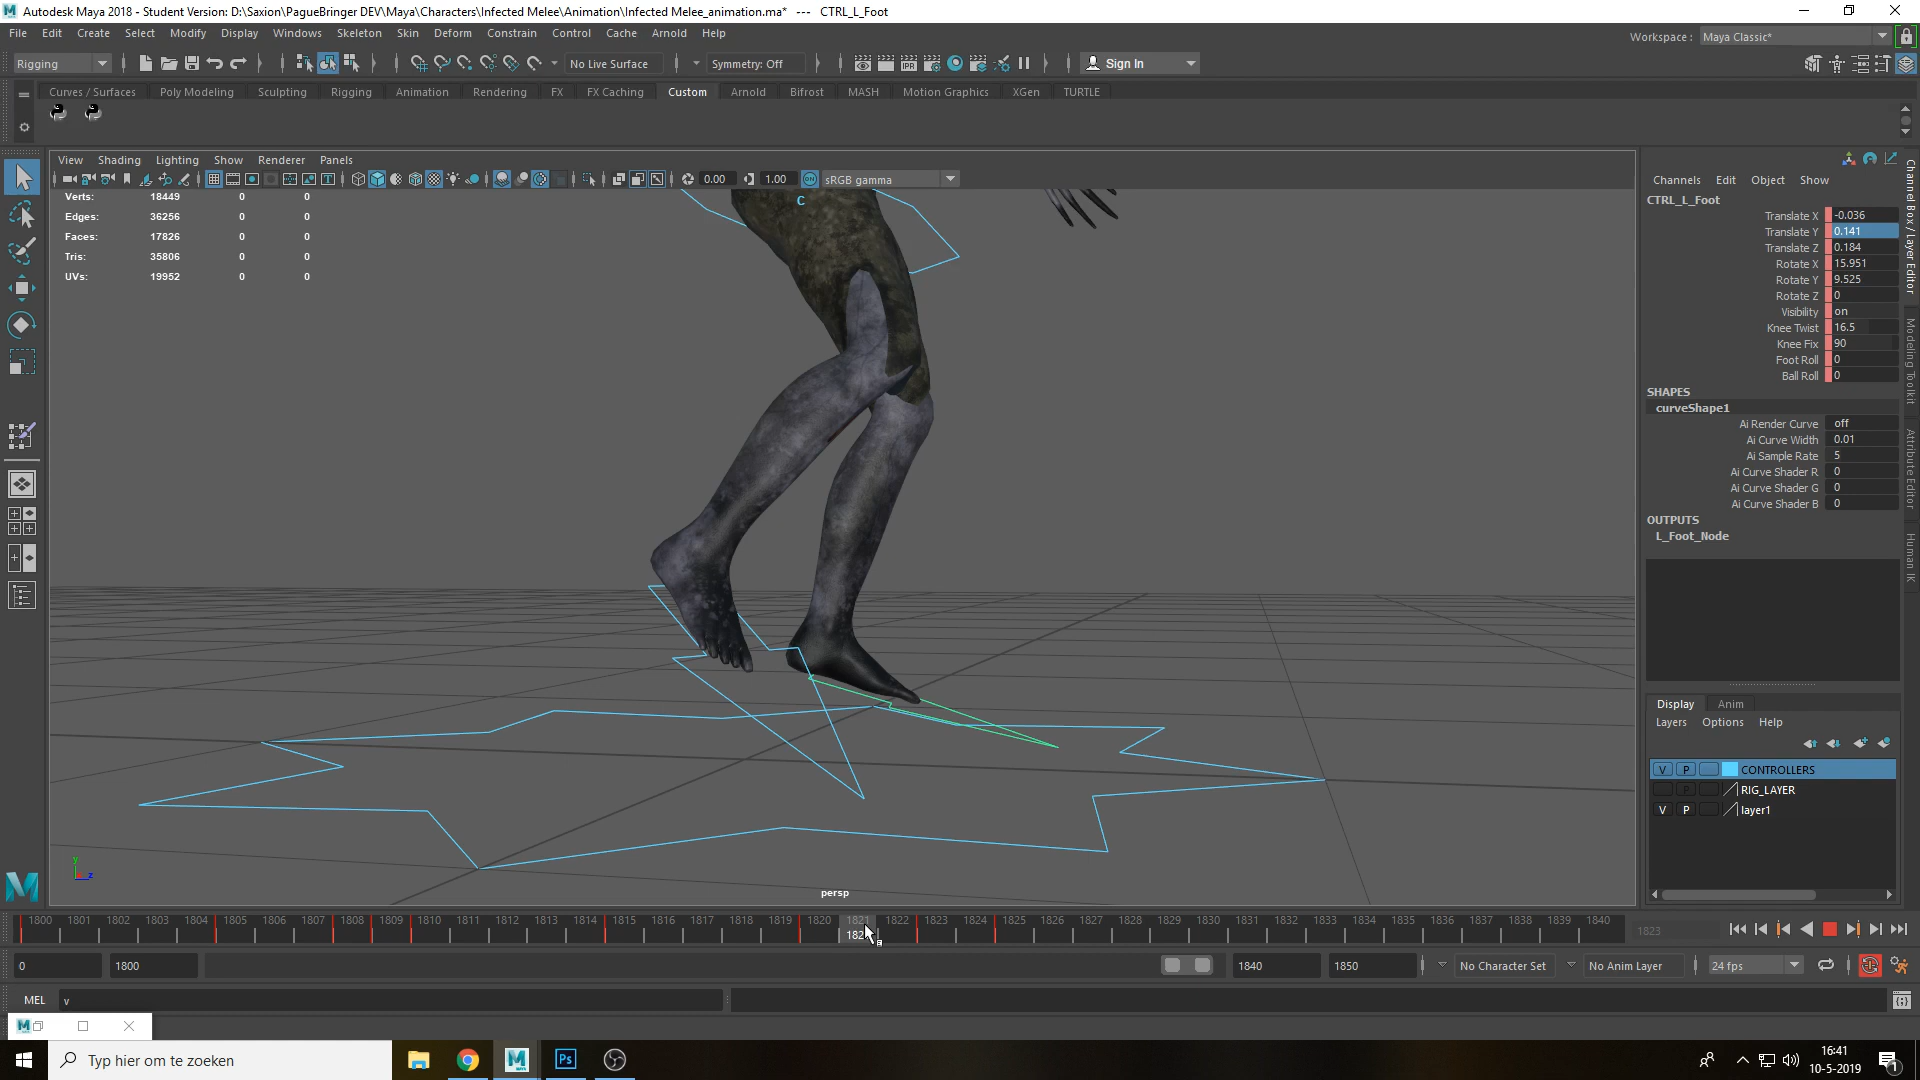 Autodesk Maya 2018 - Student Version: D:\Saxion\PagueBringer DEV\Maya\Characters\Infected Melee\Animation\Infected Melee_animation.ma* --- CTRL_L_Foot
File Edit Create Select Modify Display Windows Skeleton Skin Deform Constrain Control Cache Arnold Help
Workspace : Maya Classic*
Rigging No Live Surface Symmetry: Off Sign In
Curves / Surfaces Poly Modeling Sculpting Rigging Animation Rendering FX FX Caching Custom Arnold Bifrost MASH Motion Graphics XGen TURTLE
View Shading Lighting Show Renderer Panels
0.00 1.00 sRGB gamma
Verts: 18449 0 0
Edges: 36256 0 0
Faces: 17826 0 0
Tris: 35806 0 0
UVs: 19952 0 0
C
persp
y
z
Channels Edit Object Show
CTRL_L_Foot
Translate X -0.036
Translate Y 0.141
Translate Z 0.184
Rotate X 15.951
Rotate Y 9.525
Rotate Z 0
Visibility on
Knee Twist 16.5
Knee Fix 90
Foot Roll 0
Ball Roll 0
SHAPES
curveShape1
Ai Render Curve off
Ai Curve Width 0.01
Ai Sample Rate 5
Ai Curve Shader R 0
Ai Curve Shader G 0
Ai Curve Shader B 0
OUTPUTS
L_Foot_Node
Channel Box / Layer Editor
Modeling Toolkit
Attribute Editor
Human IK
Display Anim
Layers Options Help
V P CONTROLLERS
P RIG_LAYER
V P layer1
1800 1801 1802 1803 1804 1805 1806 1807 1808 1809 1810 1811 1812 1813 1814 1815 1816 1817 1818 1819 1820 1821 1822 1823 1824 1825 1826 1827 1828 1829 1830 1831 1832 1833 1834 1835 1836 1837 1838 1839 1840
1823
0 1800 1840 1850 No Character Set No Anim Layer 24 fps
MEL v
Typ hier om te zoeken
Ps
16:41
10-5-2019
1